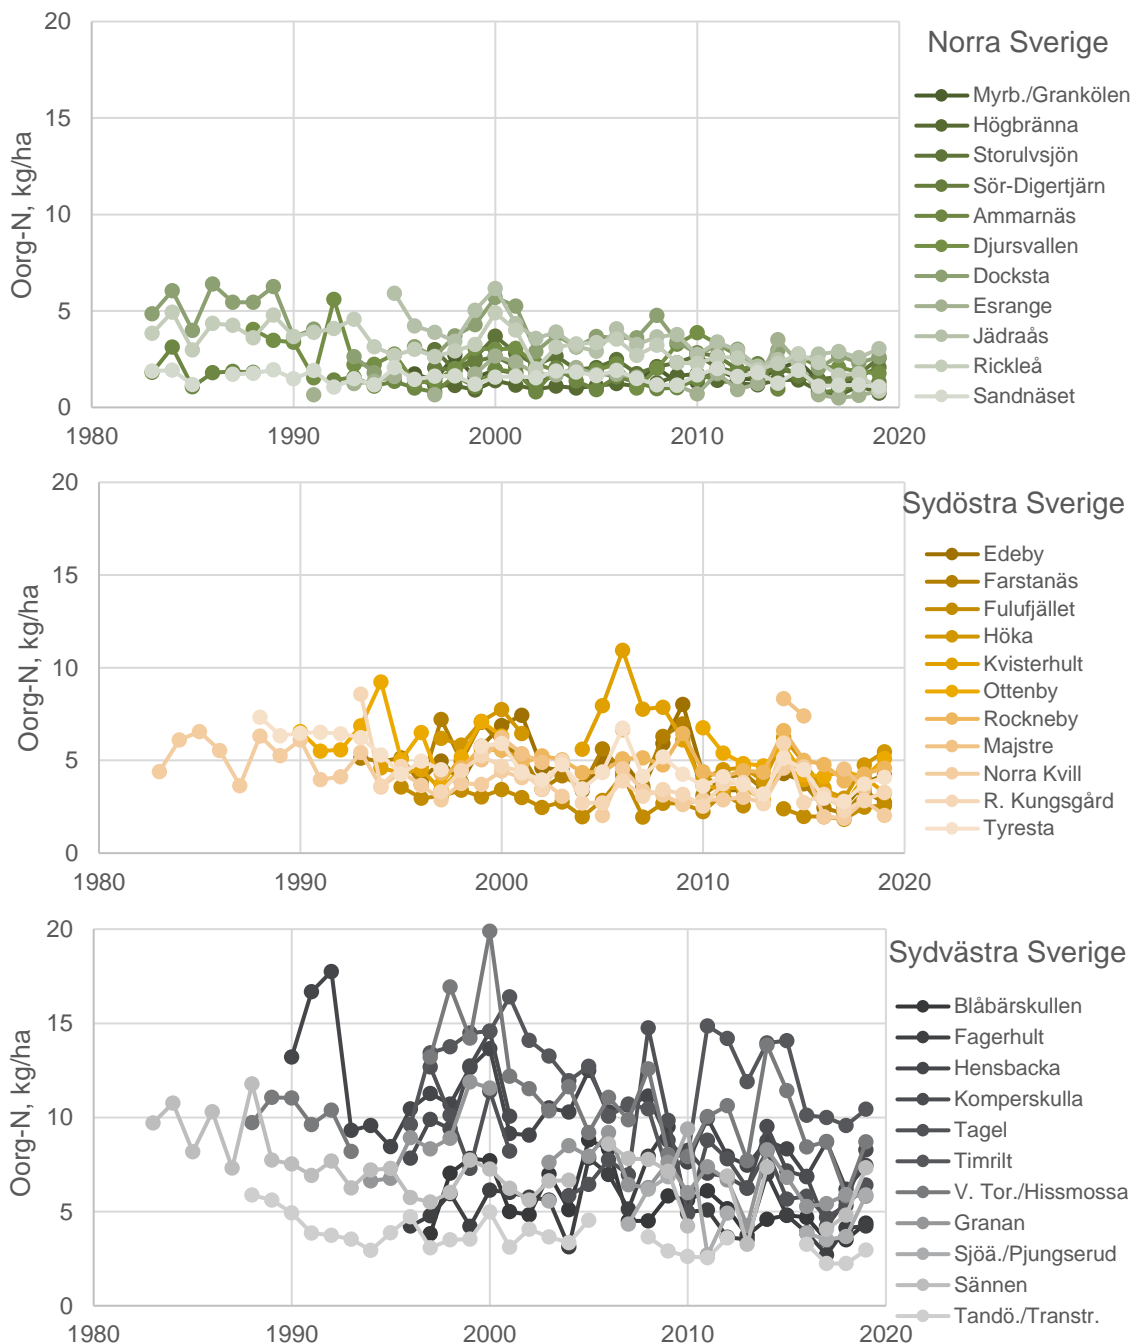 Norra Sverige
Oorg-N, kg/ha
20
15
10
5
0
1980
1990
2000
2010
2020
Myrb./Grankölen
Högbränna
Storulvsjön
Sör-Digertjärn
Ammarnäs
Djursvallen
Docksta
Esrange
Jädraås
Rickleå
Sandnäset
Sydöstra Sverige
Oorg-N, kg/ha
20
15
10
5
0
1980
1990
2000
2010
2020
Edeby
Farstanäs
Fulufjället
Höka
Kvisterhult
Ottenby
Rockneby
Majstre
Norra Kvill
R. Kungsgård
Tyresta
Sydvästra Sverige
Oorg-N, kg/ha
20
15
10
5
0
1980
1990
2000
2010
2020
Blåbärskullen
Fagerhult
Hensbacka
Komperskulla
Tagel
Timrilt
V. Tor./Hissmossa
Granan
Sjöä./Pjungserud
Sännen
Tandö./Transtr.